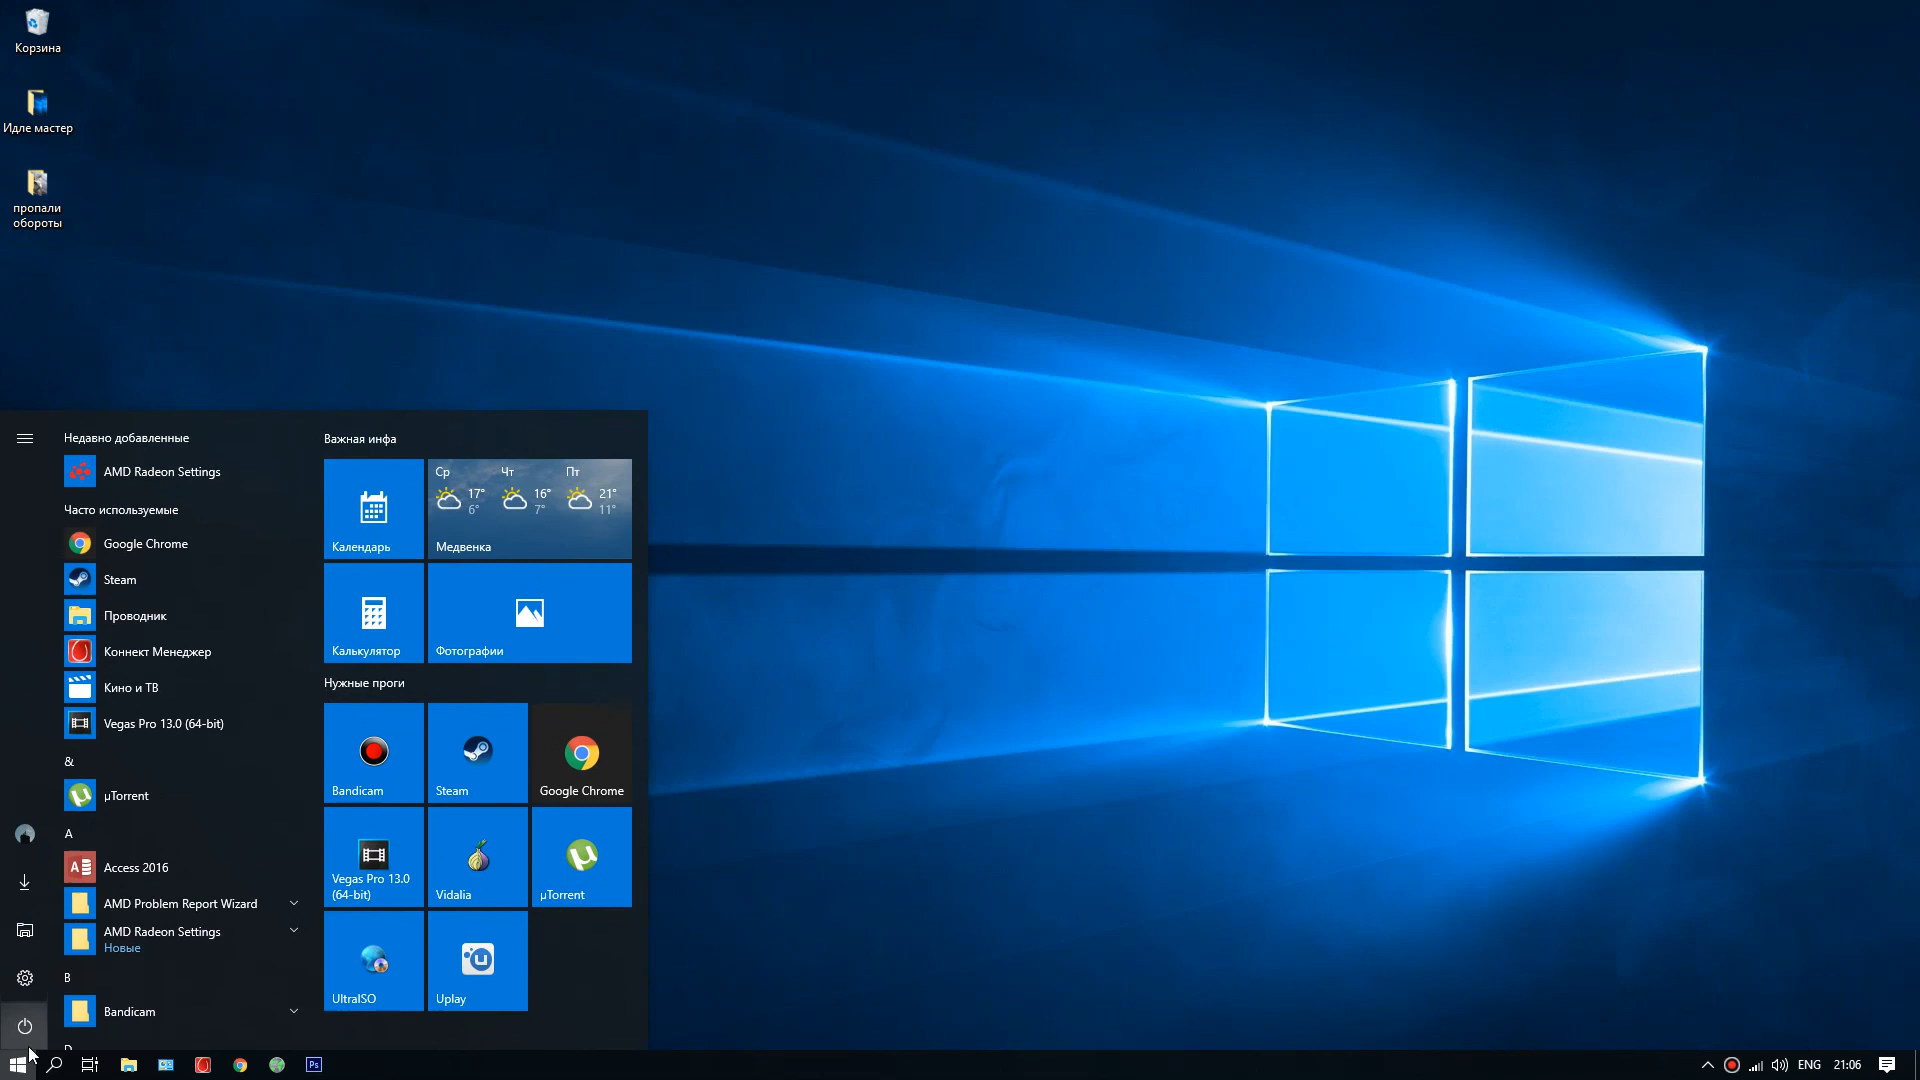 Корзина
Идле мастер
пропали
обороты
Недавно добавленные
AMD Radeon Settings
Часто используемые
Google Chrome
Steam
Проводник
Коннект Менеджер
Кино и ТВ
Vegas Pro 13.0 (64-bit)
&
µTorrent
A
Access 2016
AMD Problem Report Wizard
AMD Radeon Settings
Новые
B
Bandicam
Важная инфа
Календарь
Ср
17°
6°
Чт
16°
7°
Пт
21°
11°
Медвенка
Калькулятор
Фотографии
Нужные проги
Bandicam
Steam
Google Chrome
Vegas Pro 13.0
(64-bit)
Vidalia
µTorrent
UltraISO
Uplay
Ps
ENG
21:06